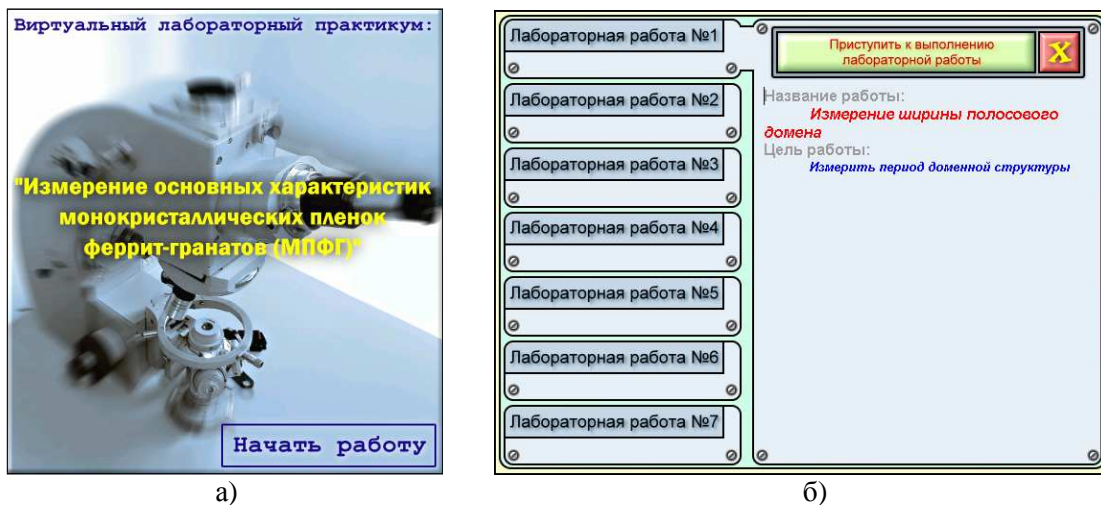 Виртуальный лабораторный практикум:
"Измерение основных характеристик
монокристаллических пленок
феррит-гранатов (МПФГ)"
Начать работу
а)
Лабораторная работа №1
Лабораторная работа №2
Лабораторная работа №3
Лабораторная работа №4
Лабораторная работа №5
Лабораторная работа №6
Лабораторная работа №7
Приступить к выполнению
лабораторной работы
X
Название работы:
Измерение ширины полосового
домена
Цель работы:
Измерить период доменной структуры
б)